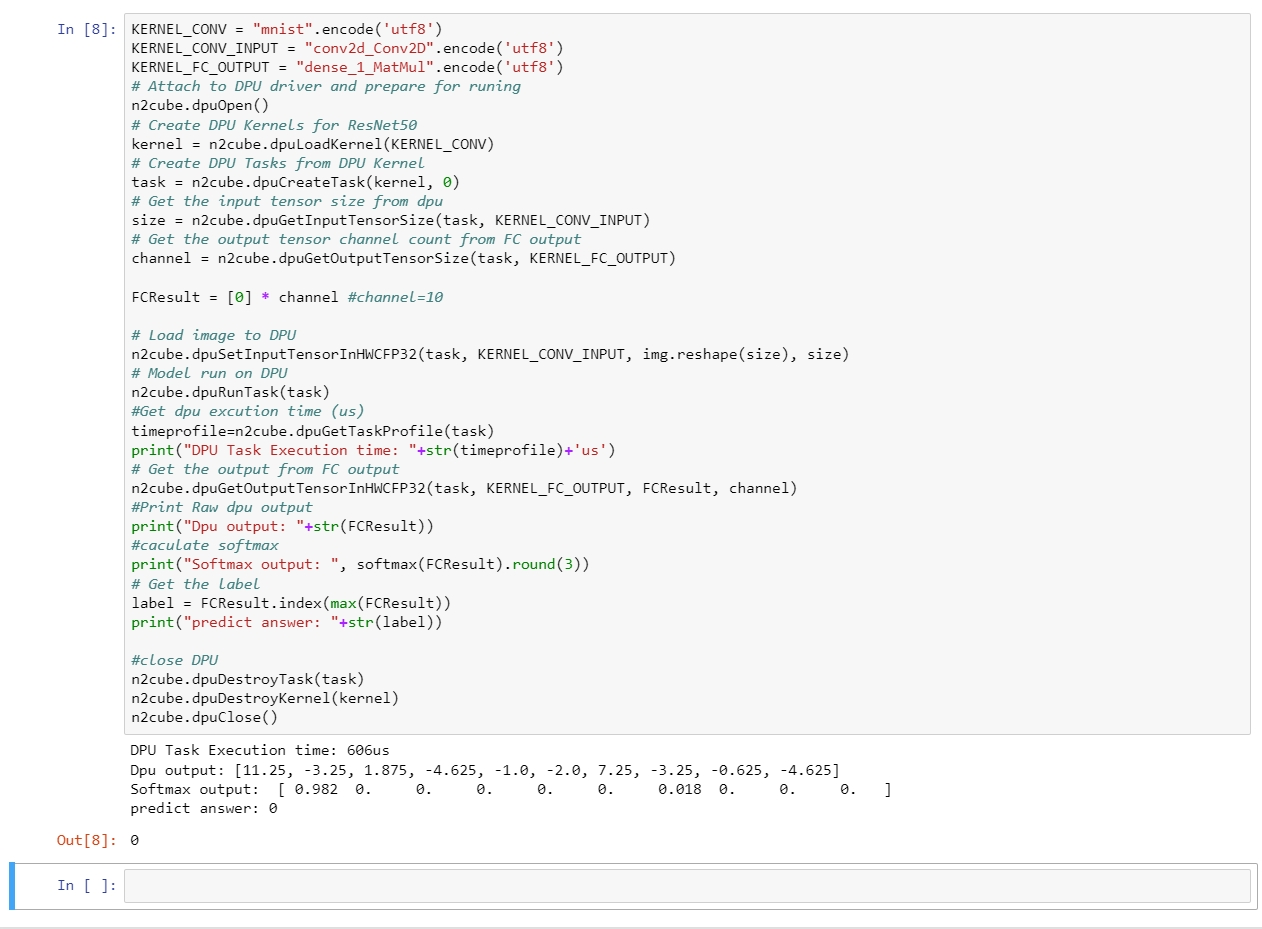 In [8]: KERNEL_CONV = "mnist".encode('utf8')
KERNEL_CONV_INPUT = "conv2d_Conv2D".encode('utf8')
KERNEL_FC_OUTPUT = "dense_1_MatMul".encode('utf8')
# Attach to DPU driver and prepare for runing
n2cube.dpuOpen()
# Create DPU Kernels for ResNet50
kernel = n2cube.dpuLoadKernel(KERNEL_CONV)
# Create DPU Tasks from DPU Kernel
task = n2cube.dpuCreateTask(kernel, 0)
# Get the input tensor size from dpu
size = n2cube.dpuGetInputTensorSize(task, KERNEL_CONV_INPUT)
# Get the output tensor channel count from FC output
channel = n2cube.dpuGetOutputTensorSize(task, KERNEL_FC_OUTPUT)
FCResult = [0] * channel #channel=10
# Load image to DPU
n2cube.dpuSetInputTensorInHWCFP32(task, KERNEL_CONV_INPUT, img.reshape(size), size)
# Model run on DPU
n2cube.dpuRunTask(task)
#Get dpu excution time (us)
timeprofile=n2cube.dpuGetTaskProfile(task)
print("DPU Task Execution time: "+str(timeprofile)+'us')
# Get the output from FC output
n2cube.dpuGetOutputTensorInHWCFP32(task, KERNEL_FC_OUTPUT, FCResult, channel)
#Print Raw dpu output
print("Dpu output: "+str(FCResult))
#caculate softmax
print("Softmax output: ", softmax(FCResult).round(3))
# Get the label
label = FCResult.index(max(FCResult))
print("predict answer: "+str(label))
#close DPU
n2cube.dpuDestroyTask(task)
n2cube.dpuDestroyKernel(kernel)
n2cube.dpuClose()
DPU Task Execution time: 606us
Dpu output: [11.25, -3.25, 1.875, -4.625, -1.0, -2.0, 7.25, -3.25, -0.625, -4.625]
Softmax output:  [ 0.982  0.     0.     0.     0.     0.     0.018  0.     0.     0.   ]
predict answer: 0
Out[8]: 0
In [ ]: